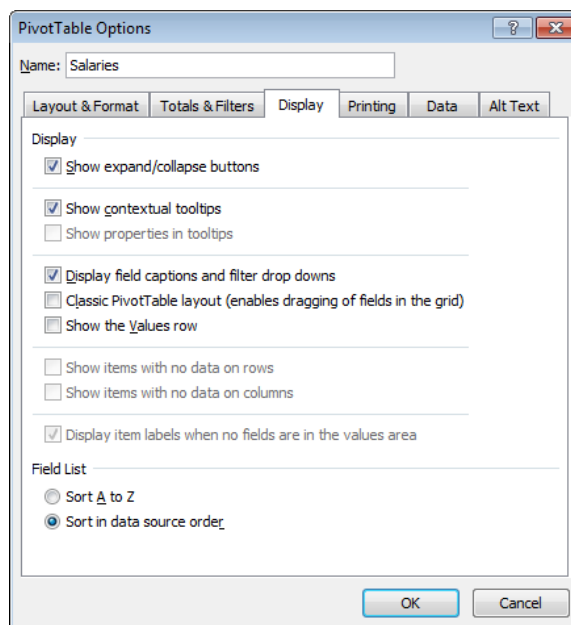 PivotTable Options
Name: Salaries
Layout & Format Totals & Filters Display Printing Data Alt Text
Display
Show expand/collapse buttons
Show contextual tooltips
Show properties in tooltips
Display field captions and filter drop downs
Classic PivotTable layout (enables dragging of fields in the grid)
Show the Values row
Show items with no data on rows
Show items with no data on columns
Display item labels when no fields are in the values area
Field List
Sort A to Z
Sort in data source order
OK Cancel